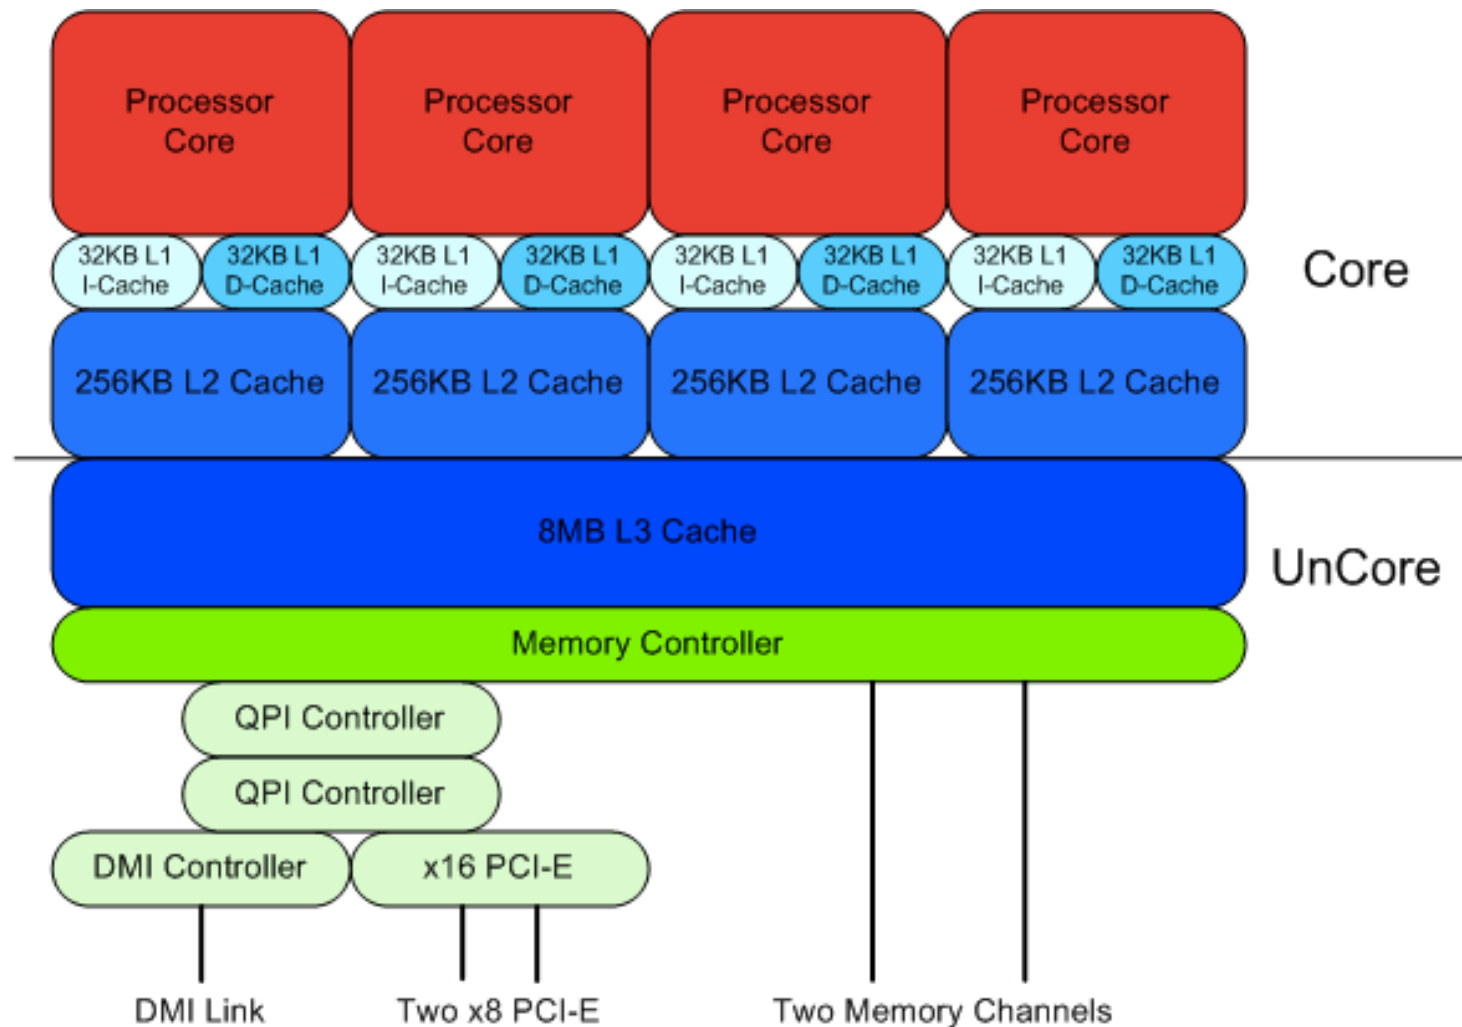 Processor
Core
Processor
Core
Processor
Core
Processor
Core
32KB L1
I-Cache
32KB L1
D-Cache
32KB L1
I-Cache
32KB L1
D-Cache
32KB L1
I-Cache
32KB L1
D-Cache
32KB L1
I-Cache
32KB L1
D-Cache
Core
256KB L2 Cache
256KB L2 Cache
256KB L2 Cache
256KB L2 Cache
8MB L3 Cache
UnCore
Memory Controller
QPI Controller
QPI Controller
DMI Controller
x16 PCI-E
DMI Link
Two x8 PCI-E
Two Memory Channels